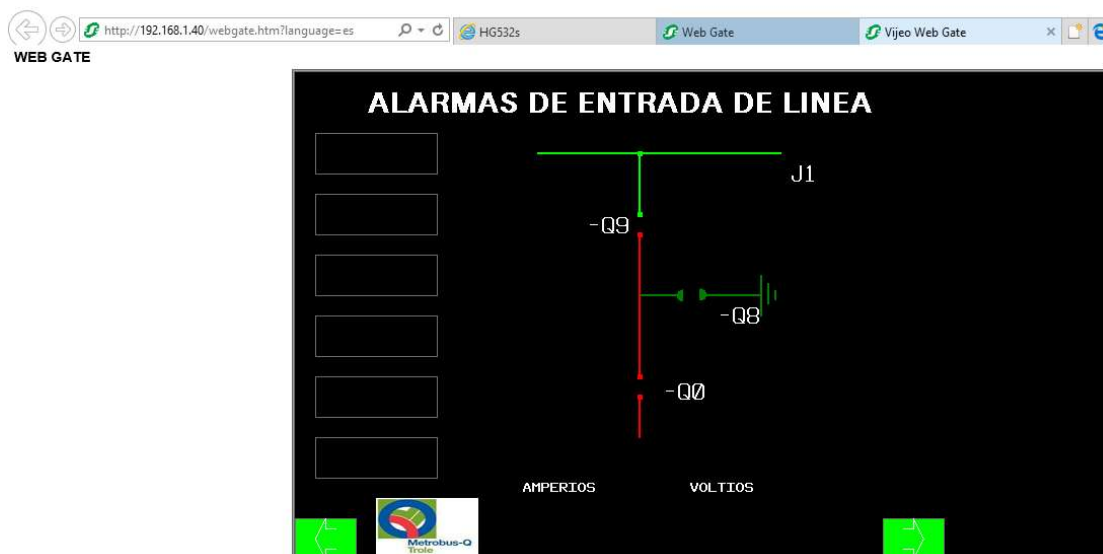 http://192.168.1.40/webgate.htm?language=es
HG532s
Web Gate
Vijeo Web Gate
WEB GATE
ALARMAS DE ENTRADA DE LINEA
J1
-Q9
-Q8
-Q0
AMPERIOS VOLTIOS
Metrobus-Q
Trole